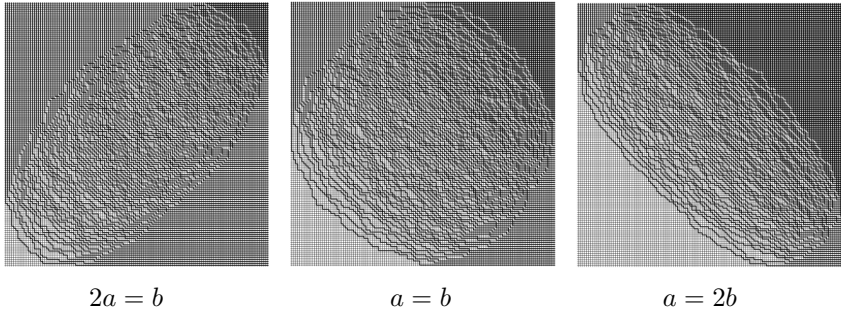 2a = b
a = b
a = 2b